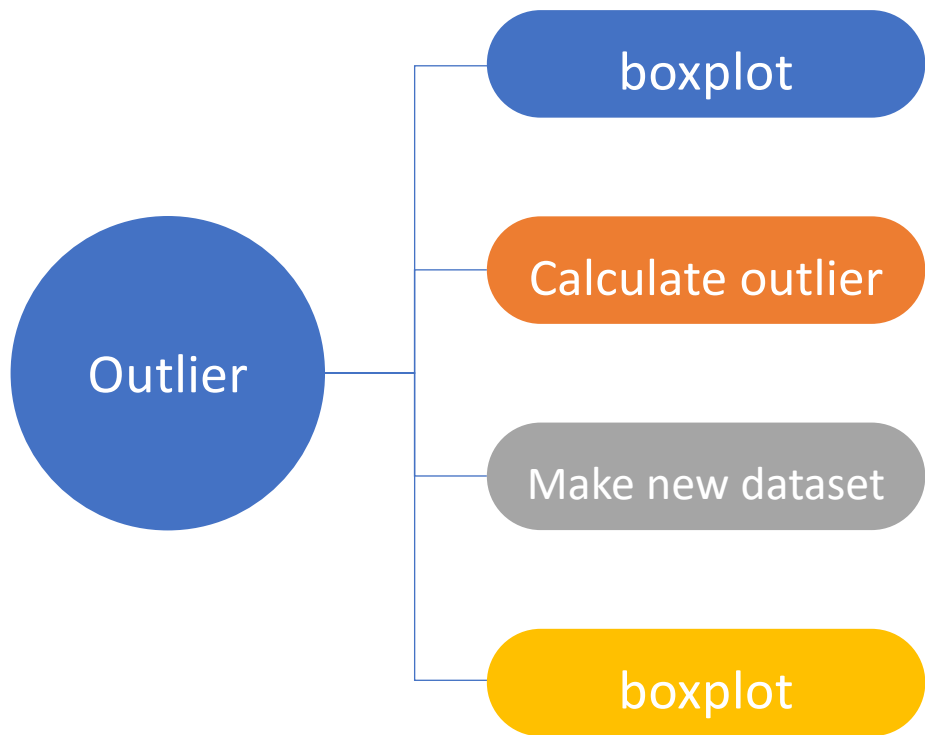 boxplot
Calculate outlier
Outlier
Make new dataset
boxplot